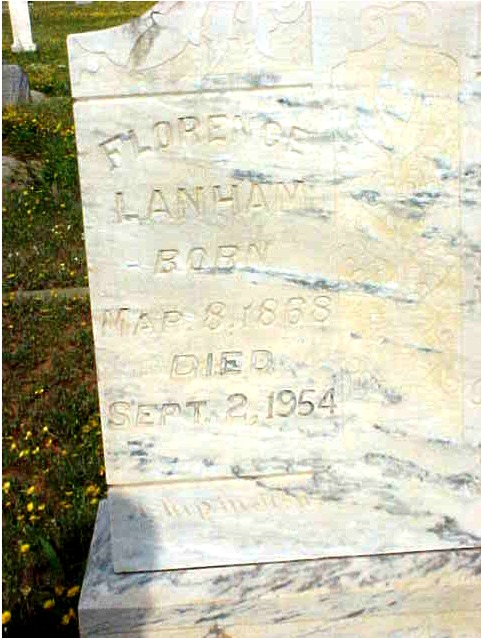 FLORENCE
LANHAM
BORN
MAR. 8, 1868
DIED
SEPT. 2, 1954